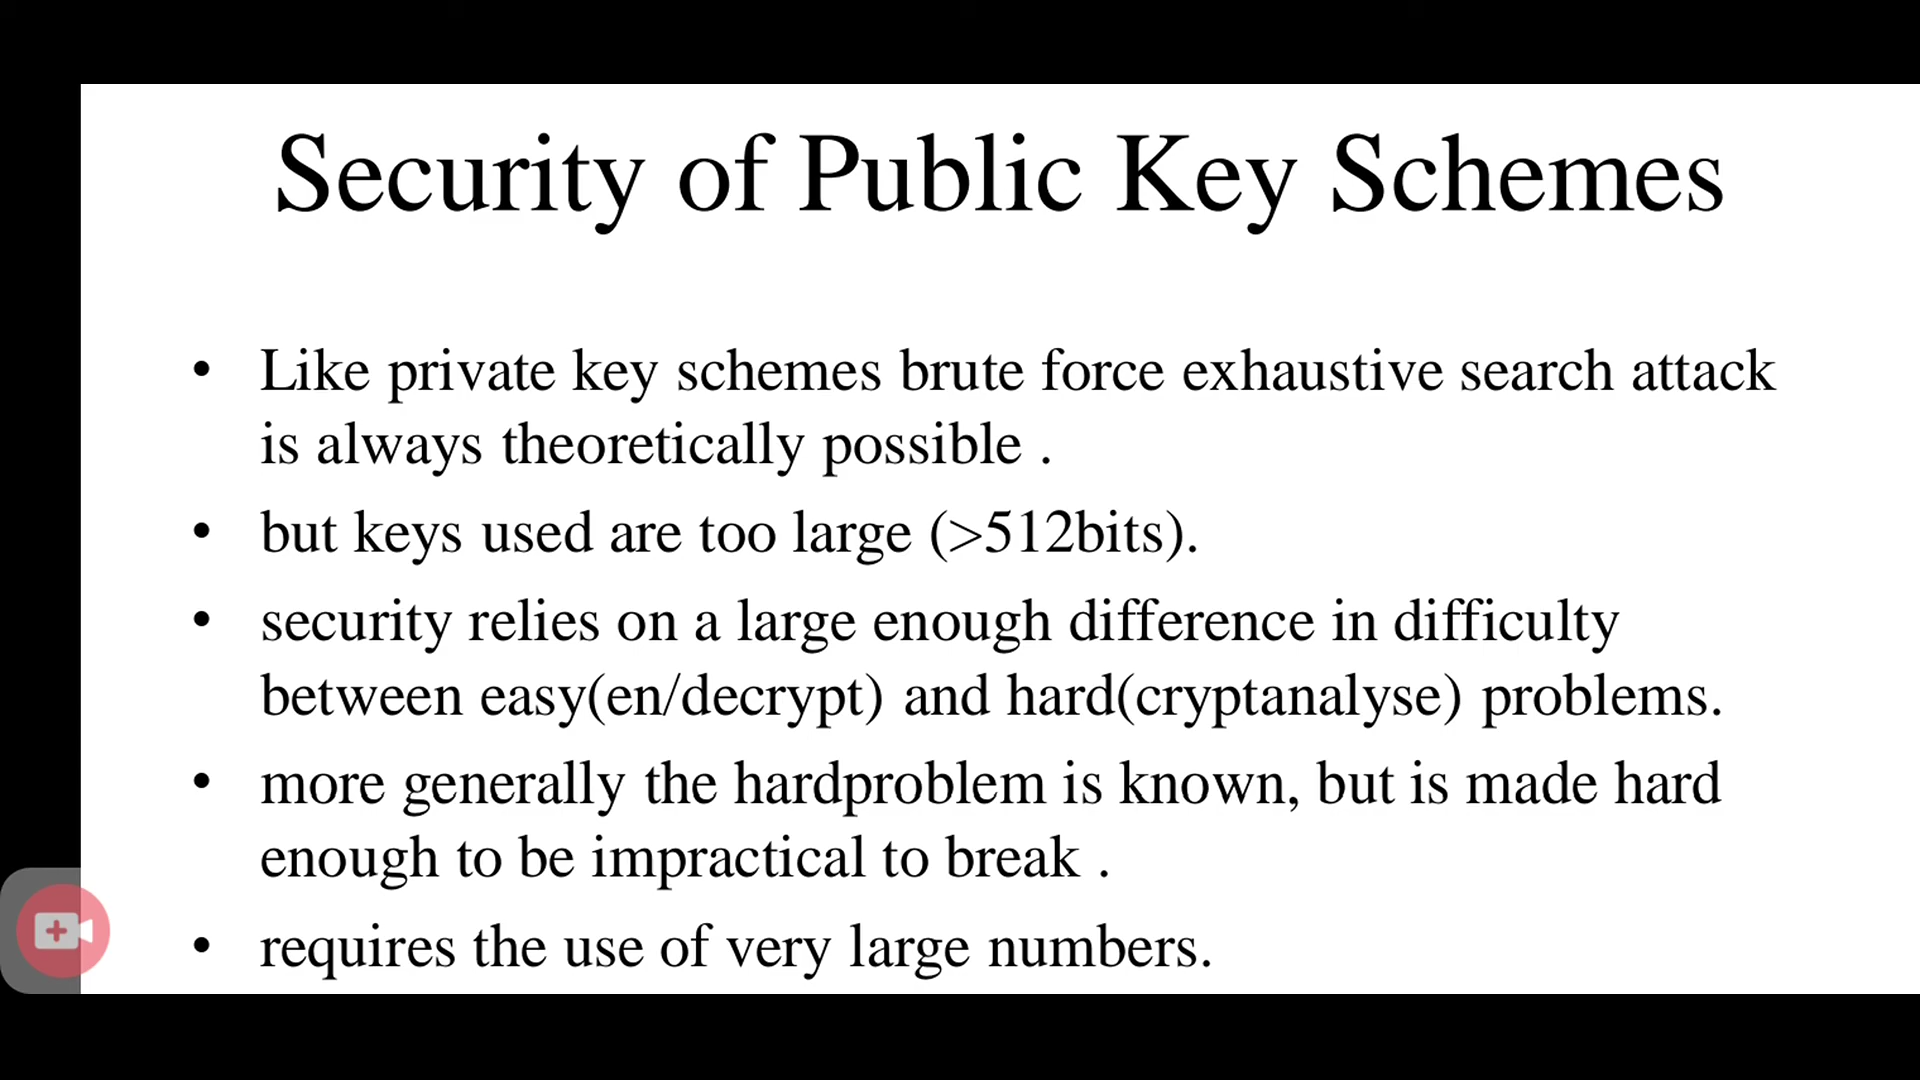 Security of Public Key Schemes
• Like private key schemes brute force exhaustive search attack
is always theoretically possible .
• but keys used are too large (>512bits).
• security relies on a large enough difference in difficulty
between easy(en/decrypt) and hard(cryptanalyse) problems.
• more generally the hardproblem is known, but is made hard
enough to be impractical to break .
• requires the use of very large numbers.